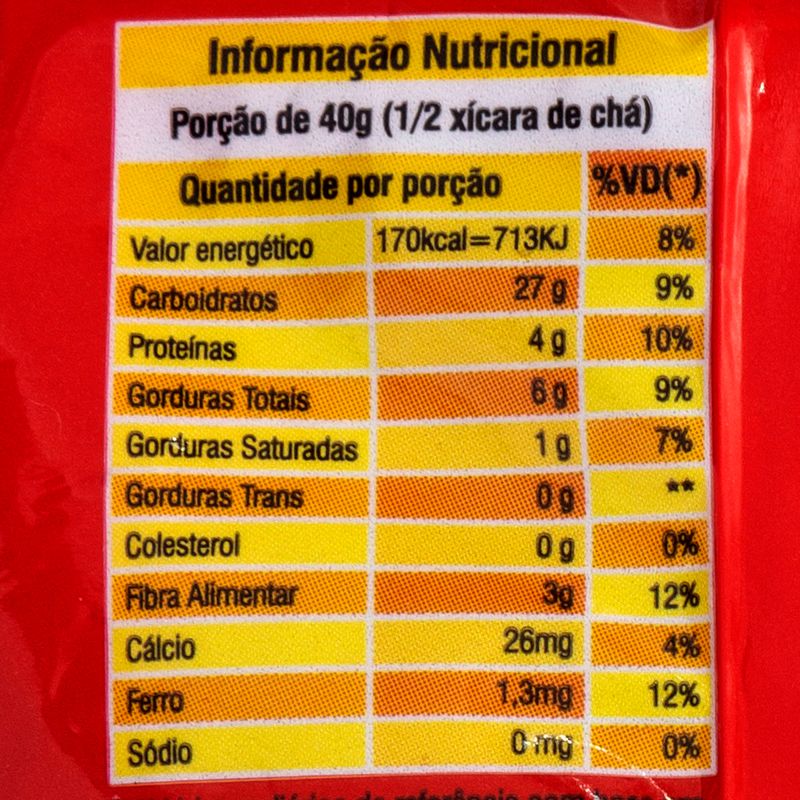 Informação Nutricional
Porção de 40g (1/2 xícara de chá)
Quantidade por porção %VD(*)
Valor energético 170kcal=713KJ 8%
Carboidratos 27 g 9%
Proteínas 4 g 10%
Gorduras Totais 6 g 9%
Gorduras Saturadas 1 g 7%
Gorduras Trans 0 g **
Colesterol 0 g 0%
Fibra Alimentar 3g 12%
Cálcio 26mg 4%
Ferro 1,3mg 12%
Sódio 0 mg 0%